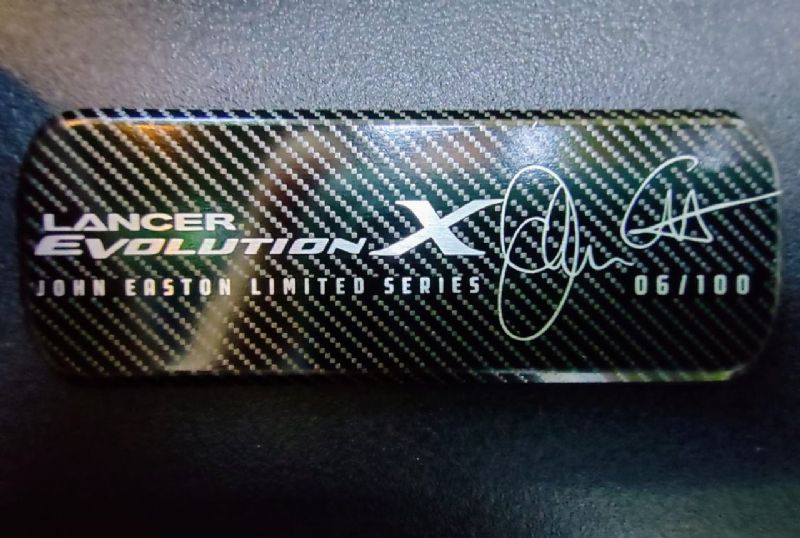 LANCER
EVOLUTION X
JOHN EASTON LIMITED SERIES
06/100